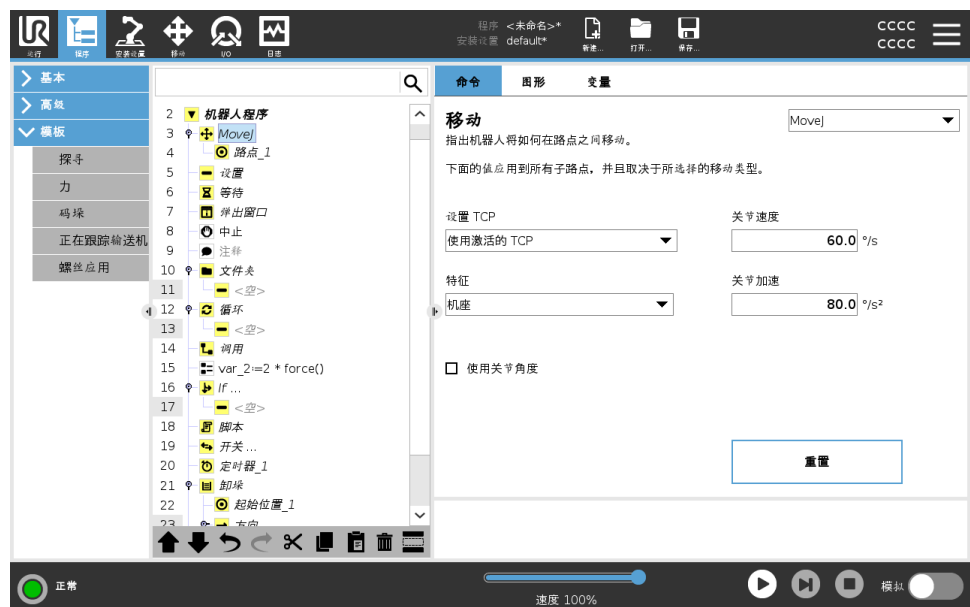 UR
程序 <未命名>*
安装设置 default*
CCCC
CCCC
运行 程序 安装设置 移动 I/O 日志
新建... 打开... 保存...
基本
高级
模板
探寻
力
码垛
正在跟踪输送机
螺丝应用
2 机器人程序
3 MoveJ
4 路点_1
5 设置
6 等待
7 弹出窗口
8 中止
9 注释
10 文件夹
11 <空>
12 循环
13 <空>
14 调用
15 var_2≔2 * force()
16 If ...
17 <空>
18 脚本
19 开关 ...
20 定时器_1
21 卸垛
22 起始位置_1
23 方向
命令 图形 变量
移动
MoveJ
指出机器人将如何在路点之间移动。
下面的值应用到所有子路点，并且取决于所选择的移动类型。
设置 TCP
关节速度
使用激活的 TCP
60.0 °/s
特征
关节加速
机座
80.0 °/s²
使用关节角度
重置
正常
速度 100%
模拟